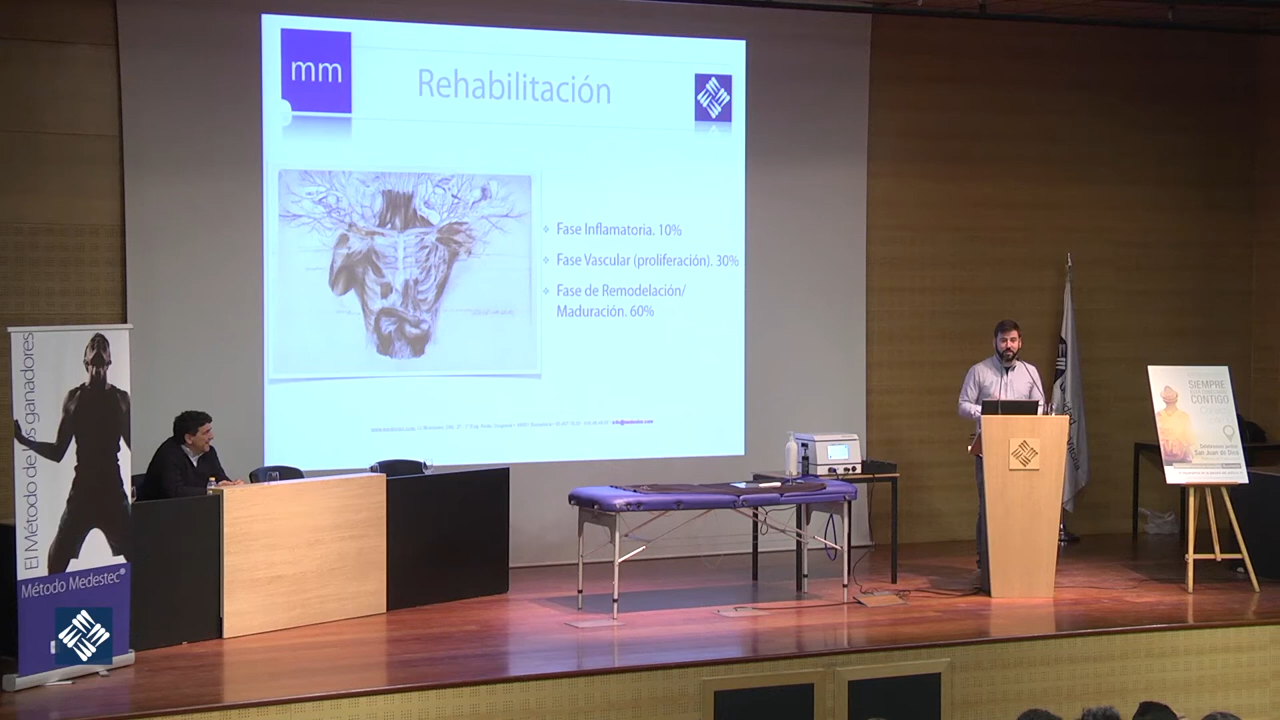 mm
Rehabilitación
Fase Inflamatoria. 10%
Fase Vascular (proliferación). 30%
Fase de Remodelación/
Maduración. 60%
El Método de los ganadores
Método Medestec®
SIEMPRE
CONTIGO
San Juan de Dios